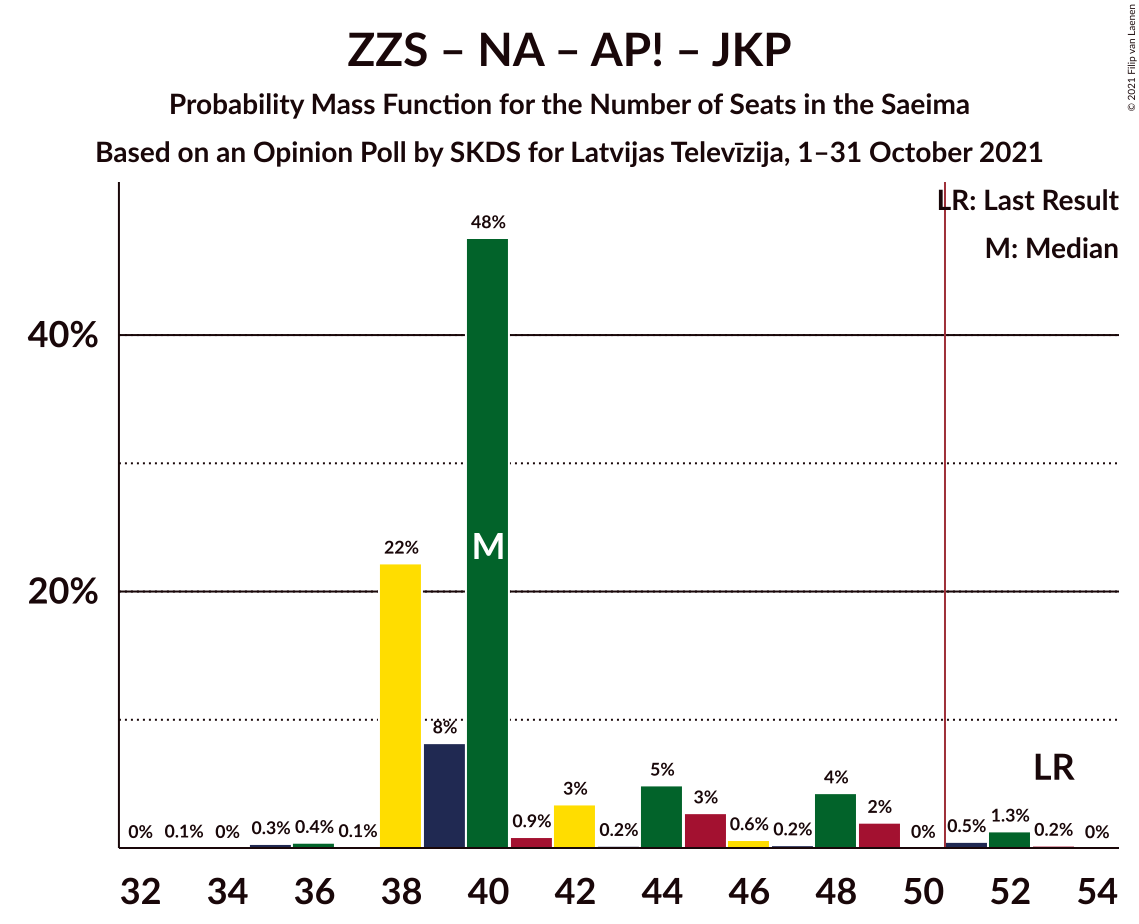 ZZS – NA – AP! – JKP
Probability Mass Function for the Number of Seats in the Saeima
Based on an Opinion Poll by SKDS for Latvijas Televīzija, 1–31 October 2021
© 2021 Filip van Laenen
LR: Last Result
M: Median
40%
20%
0%
0.1%
0%
0.3%
0.4%
0.1%
22%
8%
48%
M
0.9%
3%
0.2%
5%
3%
0.6%
0.2%
4%
2%
0%
0.5%
1.3%
0.2%
0%
LR
32 34 36 38 40 42 44 46 48 50 52 54